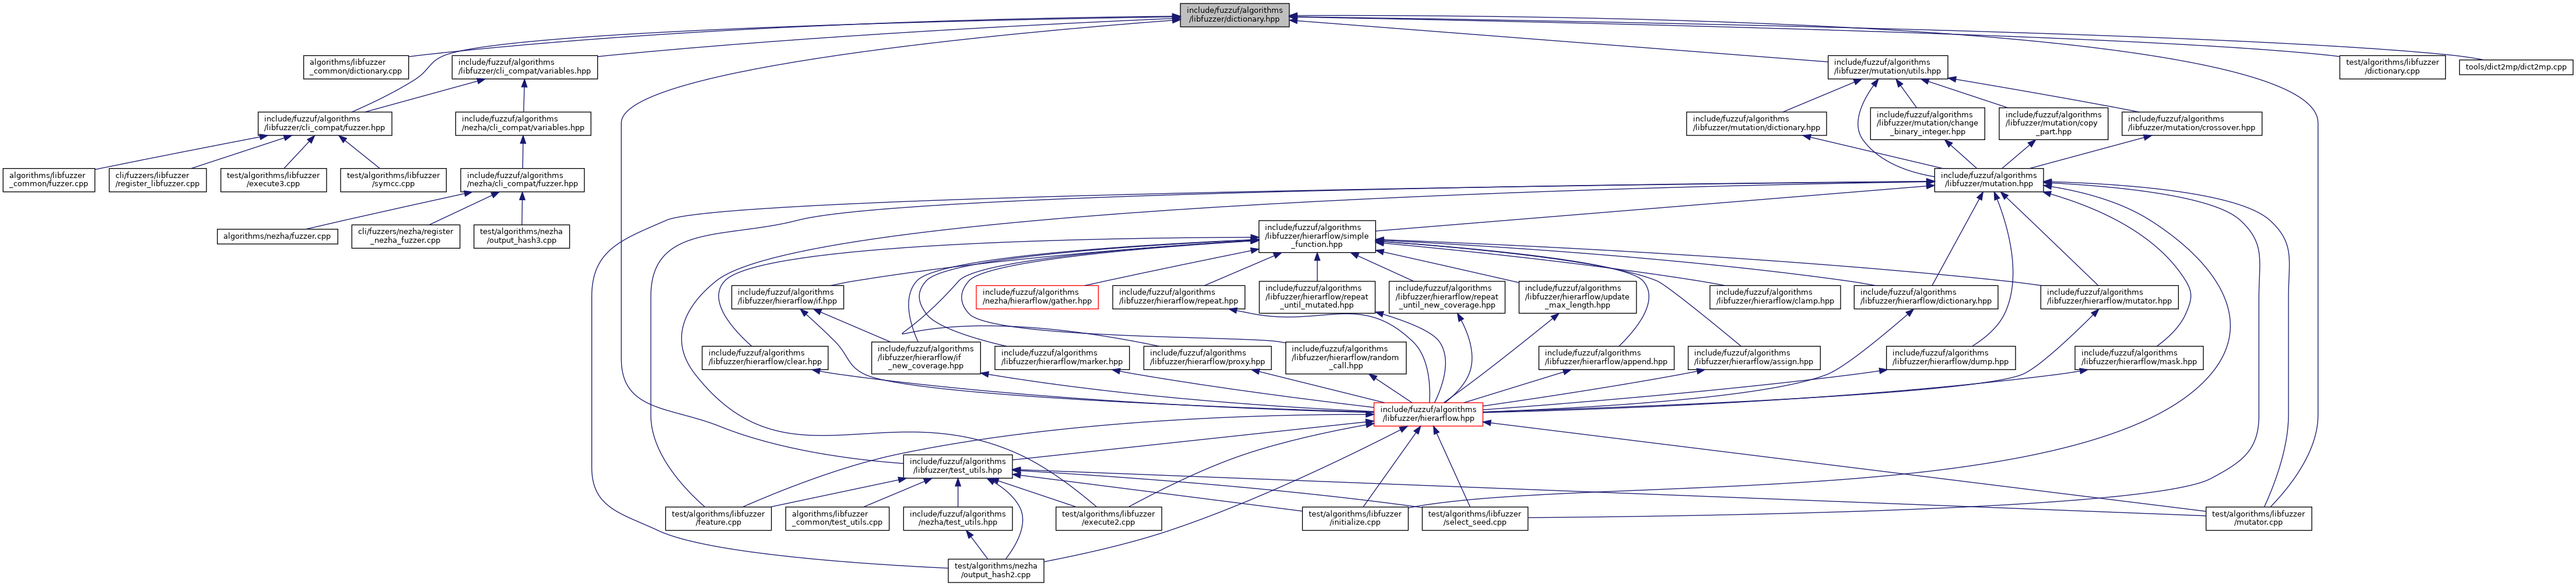 include/fuzzuf/algorithms
/libfuzzer/dictionary.hpp
algorithms/libfuzzer
_common/dictionary.cpp
include/fuzzuf/algorithms
/libfuzzer/cli_compat/variables.hpp
include/fuzzuf/algorithms
/libfuzzer/mutation/utils.hpp
test/algorithms/libfuzzer
/dictionary.cpp
tools/dict2mp/dict2mp.cpp
include/fuzzuf/algorithms
/libfuzzer/cli_compat/fuzzer.hpp
include/fuzzuf/algorithms
/nezha/cli_compat/variables.hpp
include/fuzzuf/algorithms
/libfuzzer/mutation/dictionary.hpp
include/fuzzuf/algorithms
/libfuzzer/mutation/change
_binary_integer.hpp
include/fuzzuf/algorithms
/libfuzzer/mutation/copy
_part.hpp
include/fuzzuf/algorithms
/libfuzzer/mutation/crossover.hpp
algorithms/libfuzzer
_common/fuzzer.cpp
cli/fuzzers/libfuzzer
/register_libfuzzer.cpp
test/algorithms/libfuzzer
/execute3.cpp
test/algorithms/libfuzzer
/symcc.cpp
include/fuzzuf/algorithms
/nezha/cli_compat/fuzzer.hpp
include/fuzzuf/algorithms
/libfuzzer/mutation.hpp
algorithms/nezha/fuzzer.cpp
cli/fuzzers/nezha/register
_nezha_fuzzer.cpp
test/algorithms/nezha
/output_hash3.cpp
include/fuzzuf/algorithms
/libfuzzer/hierarflow/simple
_function.hpp
include/fuzzuf/algorithms
/libfuzzer/hierarflow/if.hpp
include/fuzzuf/algorithms
/nezha/hierarflow/gather.hpp
include/fuzzuf/algorithms
/libfuzzer/hierarflow/repeat.hpp
include/fuzzuf/algorithms
/libfuzzer/hierarflow/repeat
_until_mutated.hpp
include/fuzzuf/algorithms
/libfuzzer/hierarflow/repeat
_until_new_coverage.hpp
include/fuzzuf/algorithms
/libfuzzer/hierarflow/update
_max_length.hpp
include/fuzzuf/algorithms
/libfuzzer/hierarflow/clamp.hpp
include/fuzzuf/algorithms
/libfuzzer/hierarflow/dictionary.hpp
include/fuzzuf/algorithms
/libfuzzer/hierarflow/mutator.hpp
include/fuzzuf/algorithms
/libfuzzer/hierarflow/clear.hpp
include/fuzzuf/algorithms
/libfuzzer/hierarflow/if
_new_coverage.hpp
include/fuzzuf/algorithms
/libfuzzer/hierarflow/marker.hpp
include/fuzzuf/algorithms
/libfuzzer/hierarflow/proxy.hpp
include/fuzzuf/algorithms
/libfuzzer/hierarflow/random
_call.hpp
include/fuzzuf/algorithms
/libfuzzer/hierarflow/append.hpp
include/fuzzuf/algorithms
/libfuzzer/hierarflow/assign.hpp
include/fuzzuf/algorithms
/libfuzzer/hierarflow/dump.hpp
include/fuzzuf/algorithms
/libfuzzer/hierarflow/mask.hpp
include/fuzzuf/algorithms
/libfuzzer/hierarflow.hpp
include/fuzzuf/algorithms
/libfuzzer/test_utils.hpp
test/algorithms/libfuzzer
/feature.cpp
algorithms/libfuzzer
_common/test_utils.cpp
include/fuzzuf/algorithms
/nezha/test_utils.hpp
test/algorithms/libfuzzer
/execute2.cpp
test/algorithms/libfuzzer
/initialize.cpp
test/algorithms/libfuzzer
/select_seed.cpp
test/algorithms/libfuzzer
/mutator.cpp
test/algorithms/nezha
/output_hash2.cpp